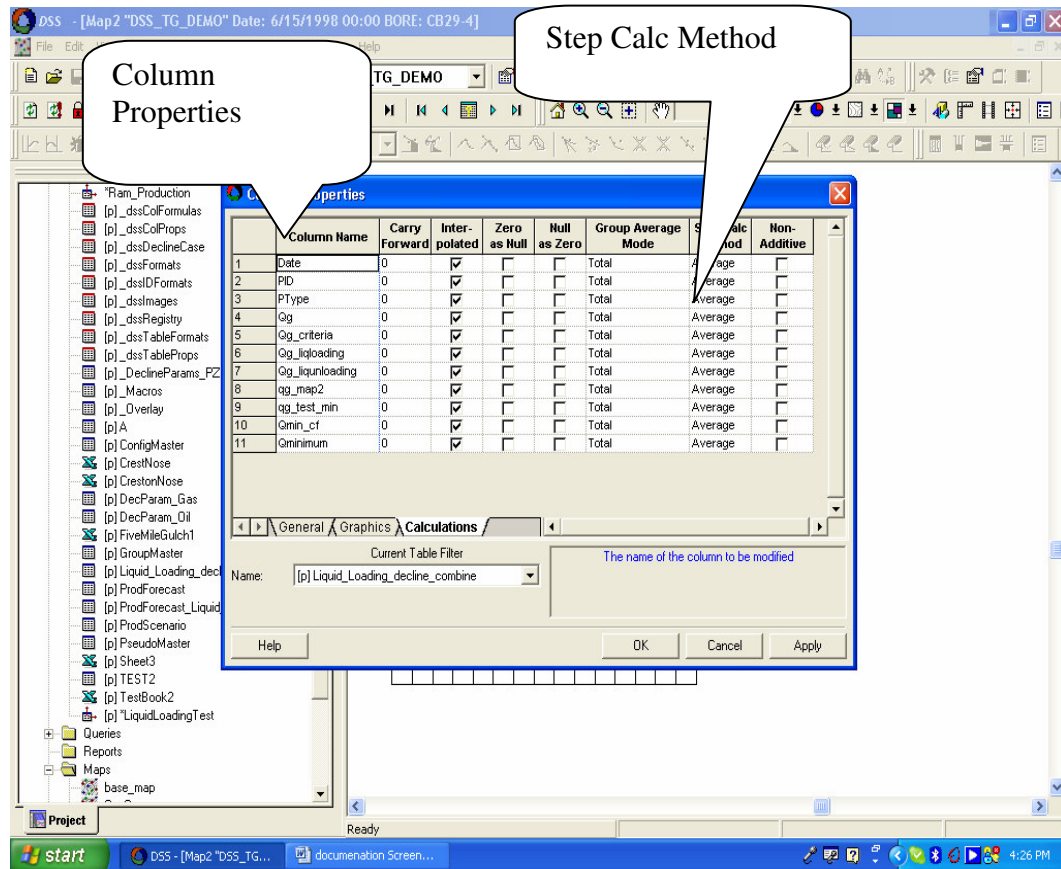 DSS - [Map2 "DSS_TG_DEMO" Date: 6/15/1998 00:00 BORE: CB29-4]
File Edit
Column
Properties
Step Calc Method
TG_DEMO
*Ram_Production
[p] _dssColFormulas
[p] _dssColProps
[p] _dssDeclineCase
[p] _dssFormats
[p] _dssIDFormats
[p] _dssImages
[p] _dssRegistry
[p] _dssTableFormats
[p] _dssTableProps
[p] _DeclineParams_PZ
[p] _Macros
[p] _Overlay
[p] A
[p] ConfigMaster
[p] CrestNose
[p] CrestonNose
[p] DecParam_Gas
[p] DecParam_Oil
[p] FiveMileGulch1
[p] GroupMaster
[p] Liquid_Loading_decl
[p] ProdForecast
[p] ProdForecast_Liquid
[p] ProdScenario
[p] PseudoMaster
[p] Sheet3
[p] TEST2
[p] TestBook2
[p] *LiquidLoadingTest
Queries
Reports
Maps
base_map
Project
Column Name Carry Forward Inter-polated Zero as Null Null as Zero Group Average Mode Non-Additive
1 Date 0 Total Average
2 PID 0 Total Average
3 PType 0 Total Average
4 Qg 0 Total Average
5 Qg_criteria 0 Total Average
6 Qg_liqloading 0 Total Average
7 Qg_liqunloading 0 Total Average
8 qg_map2 0 Total Average
9 qg_test_min 0 Total Average
10 Qmin_cf 0 Total Average
11 Qminimum 0 Total Average
General Graphics Calculations
Current Table Filter
Name: [p] Liquid_Loading_decline_combine
The name of the column to be modified
Help OK Cancel Apply
Ready
start DSS - [Map2 "DSS_TG... documenation Screen... 4:26 PM